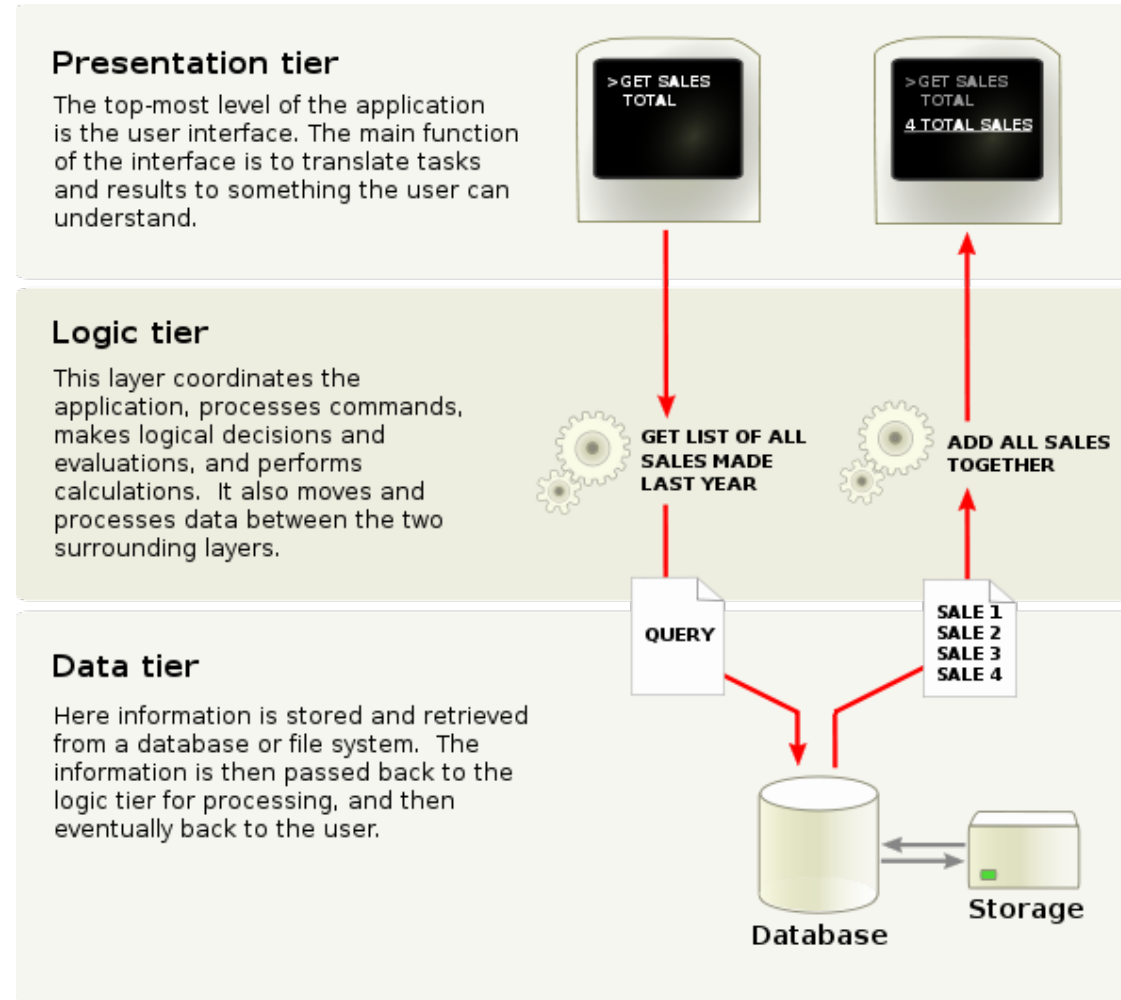 Presentation tier
The top-most level of the application
is the user interface. The main function
of the interface is to translate tasks
and results to something the user can
understand.
>GET SALES
TOTAL
>GET SALES
TOTAL
4 TOTAL SALES
Logic tier
This layer coordinates the
application, processes commands,
makes logical decisions and
evaluations, and performs
calculations.  It also moves and
processes data between the two
surrounding layers.
GET LIST OF ALL
SALES MADE
LAST YEAR
ADD ALL SALES
TOGETHER
QUERY
SALE 1
SALE 2
SALE 3
SALE 4
Data tier
Here information is stored and retrieved
from a database or file system.  The
information is then passed back to the
logic tier for processing, and then
eventually back to the user.
Database
Storage